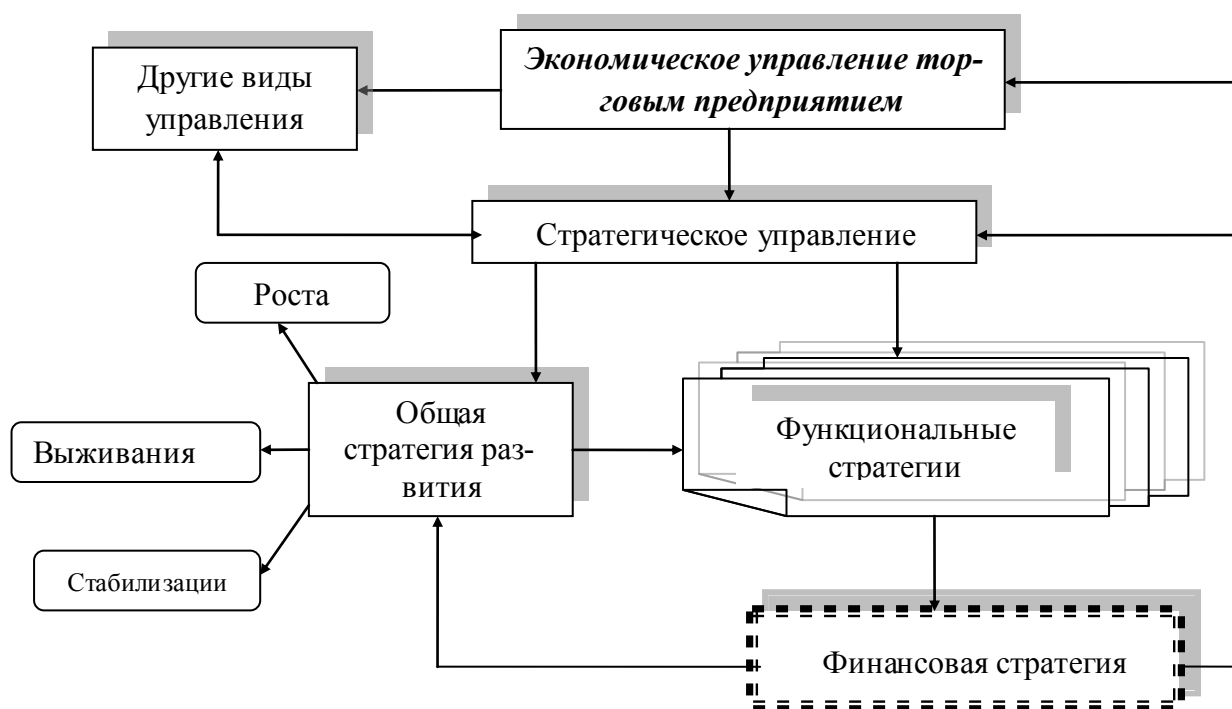 Другие виды
управления
Экономическое управление тор-
говым предприятием
Стратегическое управление
Роста
Общая
стратегия раз-
вития
Функциональные
стратегии
Выживания
Стабилизации
Финансовая стратегия